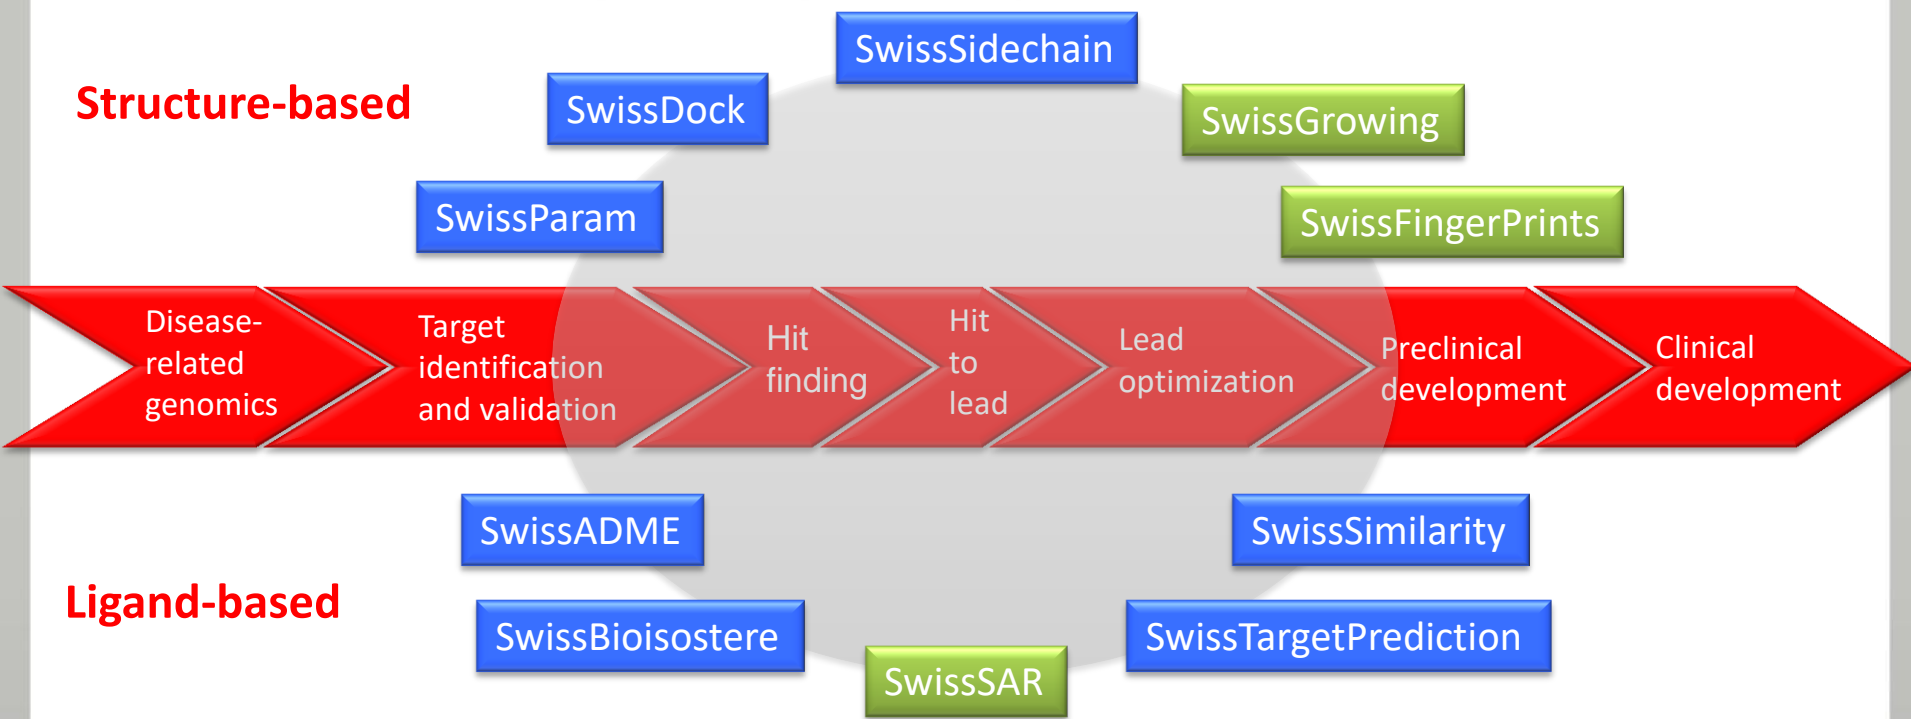 SwissSidechain
Structure-based
SwissDock
SwissGrowing
SwissParam
SwissFingerPrints
Disease-
related
genomics
Target
identification
and validation
Hit
finding
Hit
to
lead
Lead
optimization
Preclinical
development
Clinical
development
SwissADME
SwissSimilarity
Ligand-based
SwissBioisostere
SwissTargetPrediction
SwissSAR